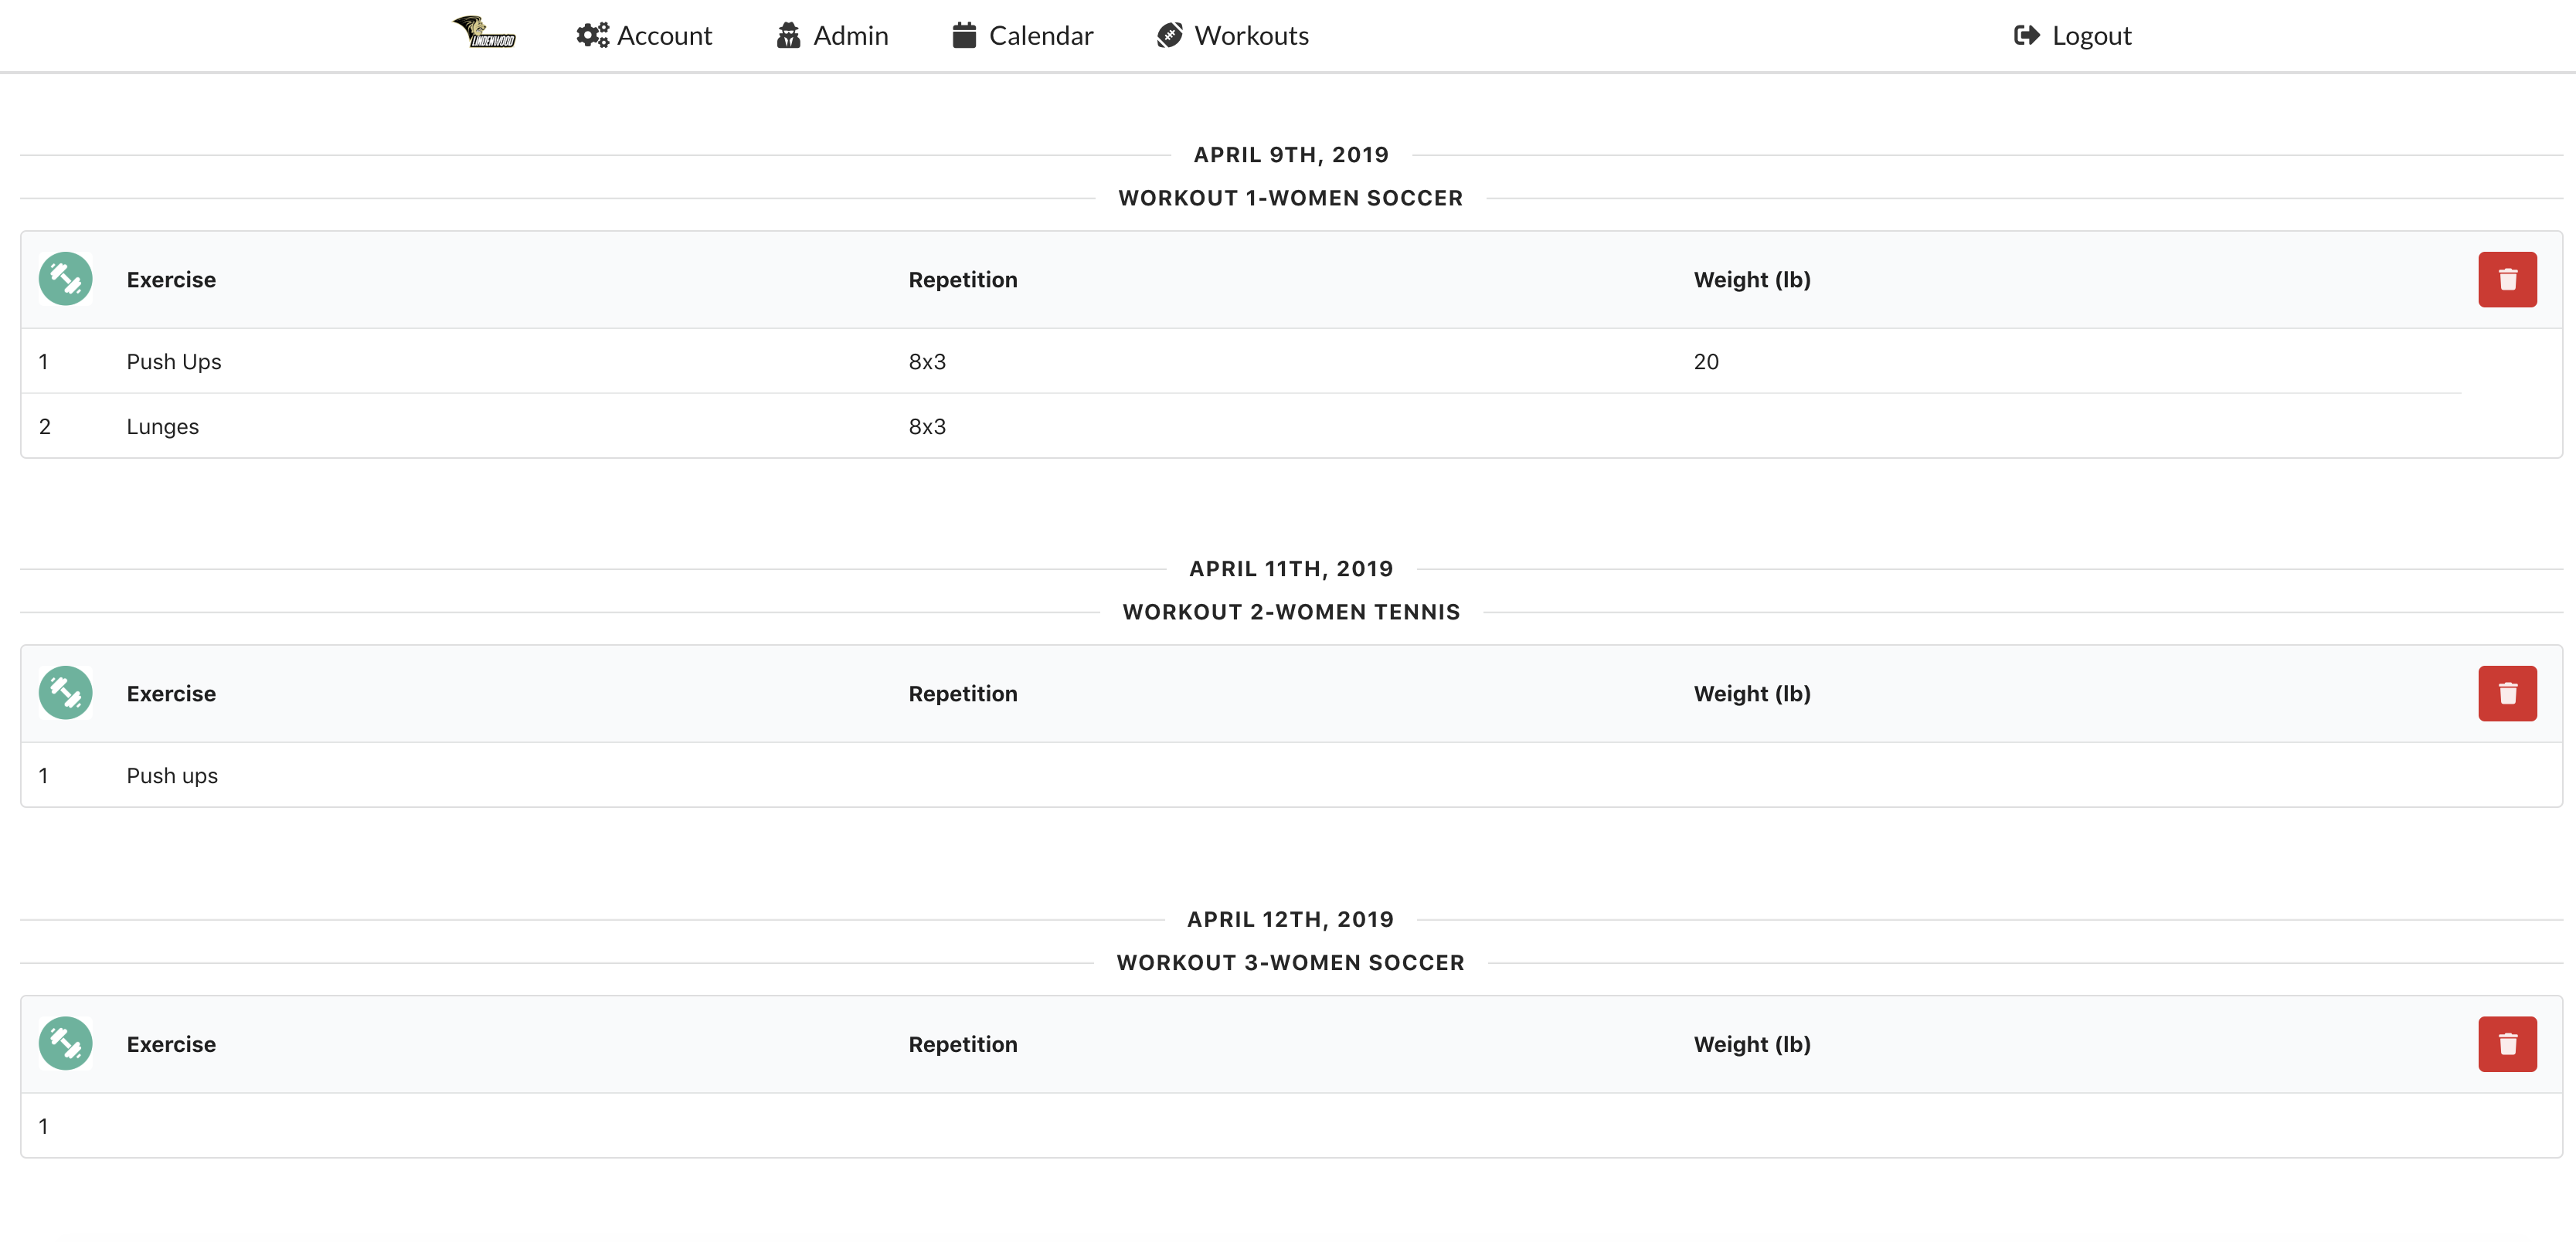 LINDENWOOD Account Admin Calendar Workouts Logout
APRIL 9TH, 2019
WORKOUT 1-WOMEN SOCCER
Exercise Repetition Weight (lb)
1 Push Ups 8x3 20
2 Lunges 8x3
APRIL 11TH, 2019
WORKOUT 2-WOMEN TENNIS
Exercise Repetition Weight (lb)
1 Push ups
APRIL 12TH, 2019
WORKOUT 3-WOMEN SOCCER
Exercise Repetition Weight (lb)
1